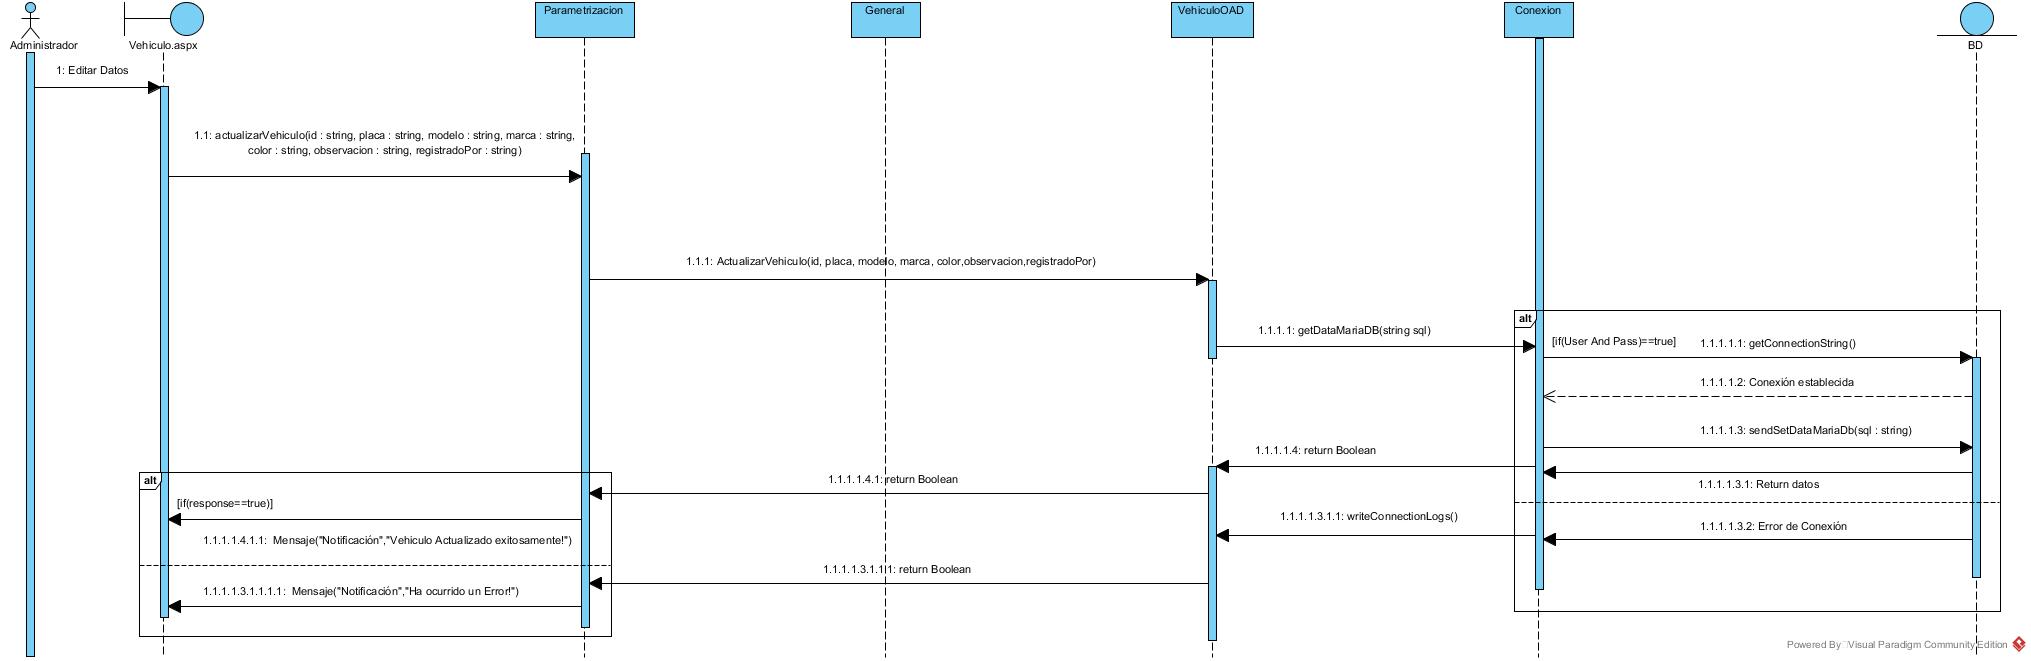 Parametrizacion
General
VehiculoOAD
Conexion
Administrador
Vehiculo.aspx
BD
1: Editar Datos
1.1: actualizarVehiculo(id : string, placa : string, modelo : string, marca : string,
color : string, observacion : string, registradoPor : string)
1.1.1: ActualizarVehiculo(id, placa, modelo, marca, color,observacion,registradoPor)
alt
1.1.1.1: getDataMariaDB(string sql)
[if(User And Pass)==true]
1.1.1.1.1: getConnectionString()
1.1.1.1.2: Conexión establecida
1.1.1.1.3: sendSetDataMariaDb(sql : string)
1.1.1.1.4: return Boolean
alt
1.1.1.1.4.1: return Boolean
1.1.1.1.3.1: Return datos
[if(response==true)]
1.1.1.1.3.1.1: writeConnectionLogs()
1.1.1.1.3.2: Error de Conexión
1.1.1.1.4.1.1: Mensaje("Notificación","Vehiculo Actualizado exitosamente!")
1.1.1.1.3.1.1.1: return Boolean
1.1.1.1.3.1.1.1.1: Mensaje("Notificación","Ha ocurrido un Error!")
Powered By Visual Paradigm Community Edition